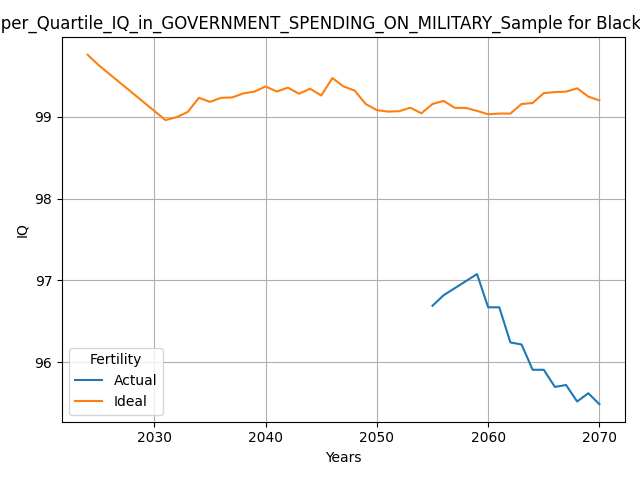 per_Quartile_IQ_in_GOVERNMENT_SPENDING_ON_MILITARY_Sample for Black
99
98
97
96
IQ
Fertility
Actual
Ideal
2030
2040
2050
2060
2070
Years